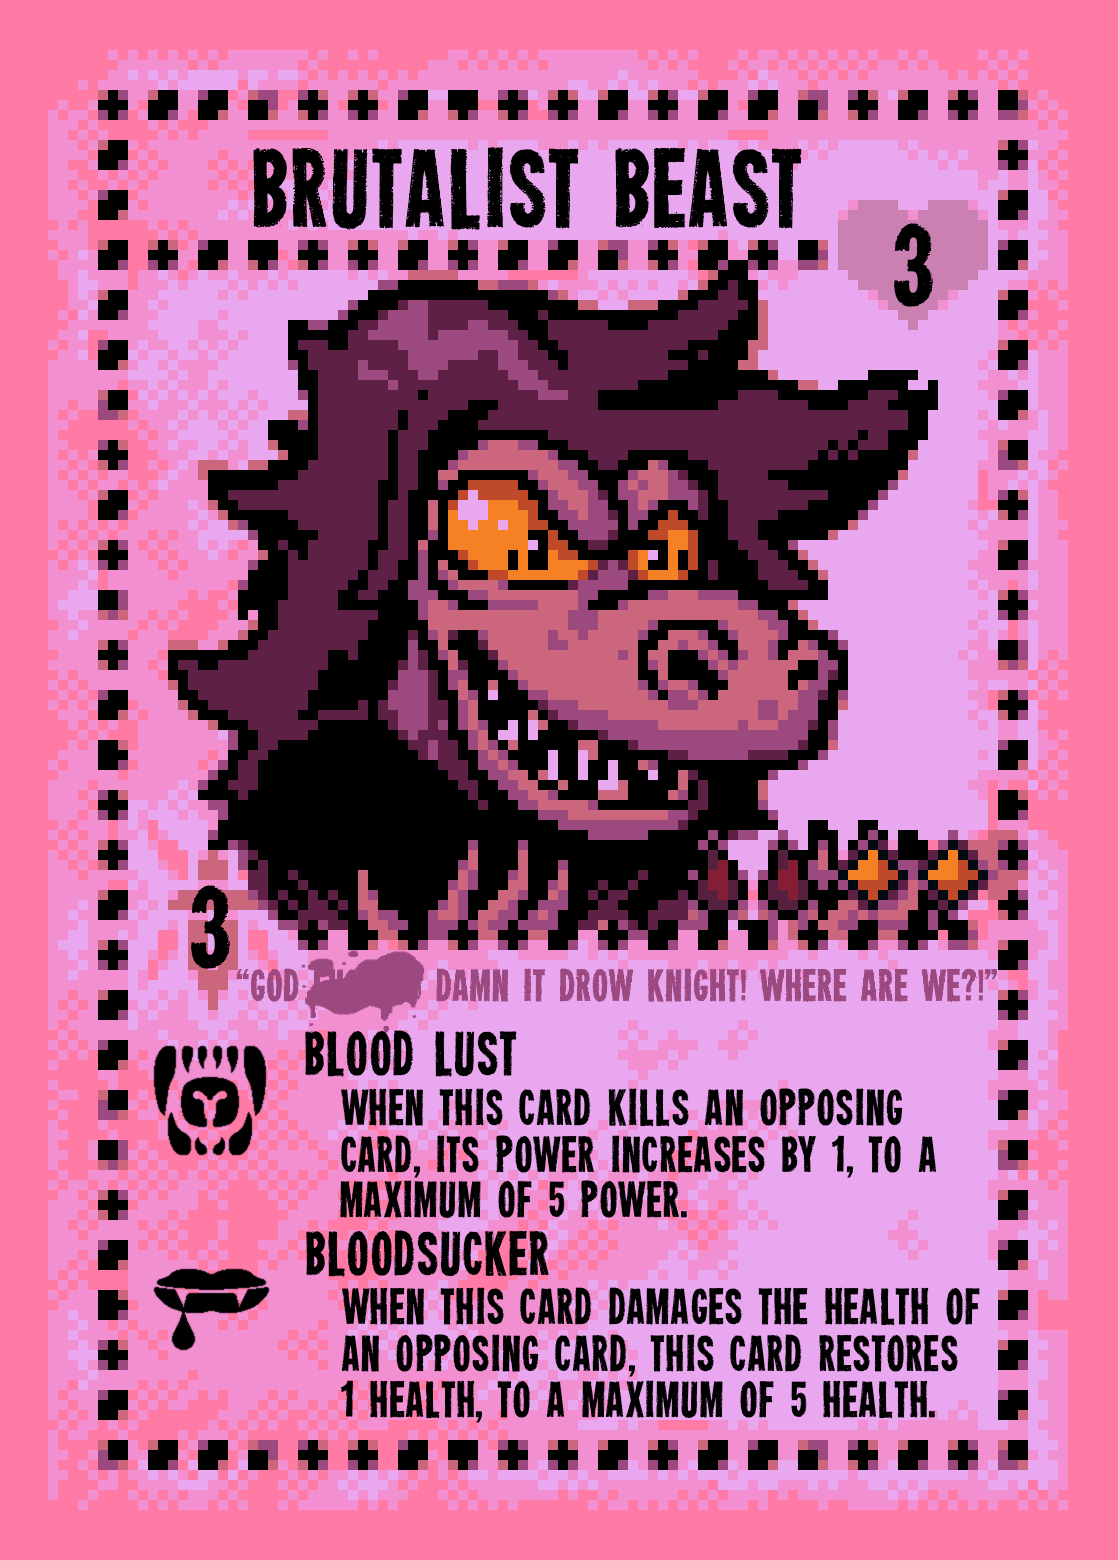 BRUTALIST BEAST
3
3
“GOD DAMN IT DROW KNIGHT! WHERE ARE WE?!”
BLOOD LUST
WHEN THIS CARD KILLS AN OPPOSING
CARD, ITS POWER INCREASES BY 1, TO A
MAXIMUM OF 5 POWER.
BLOODSUCKER
WHEN THIS CARD DAMAGES THE HEALTH OF
AN OPPOSING CARD, THIS CARD RESTORES
1 HEALTH, TO A MAXIMUM OF 5 HEALTH.